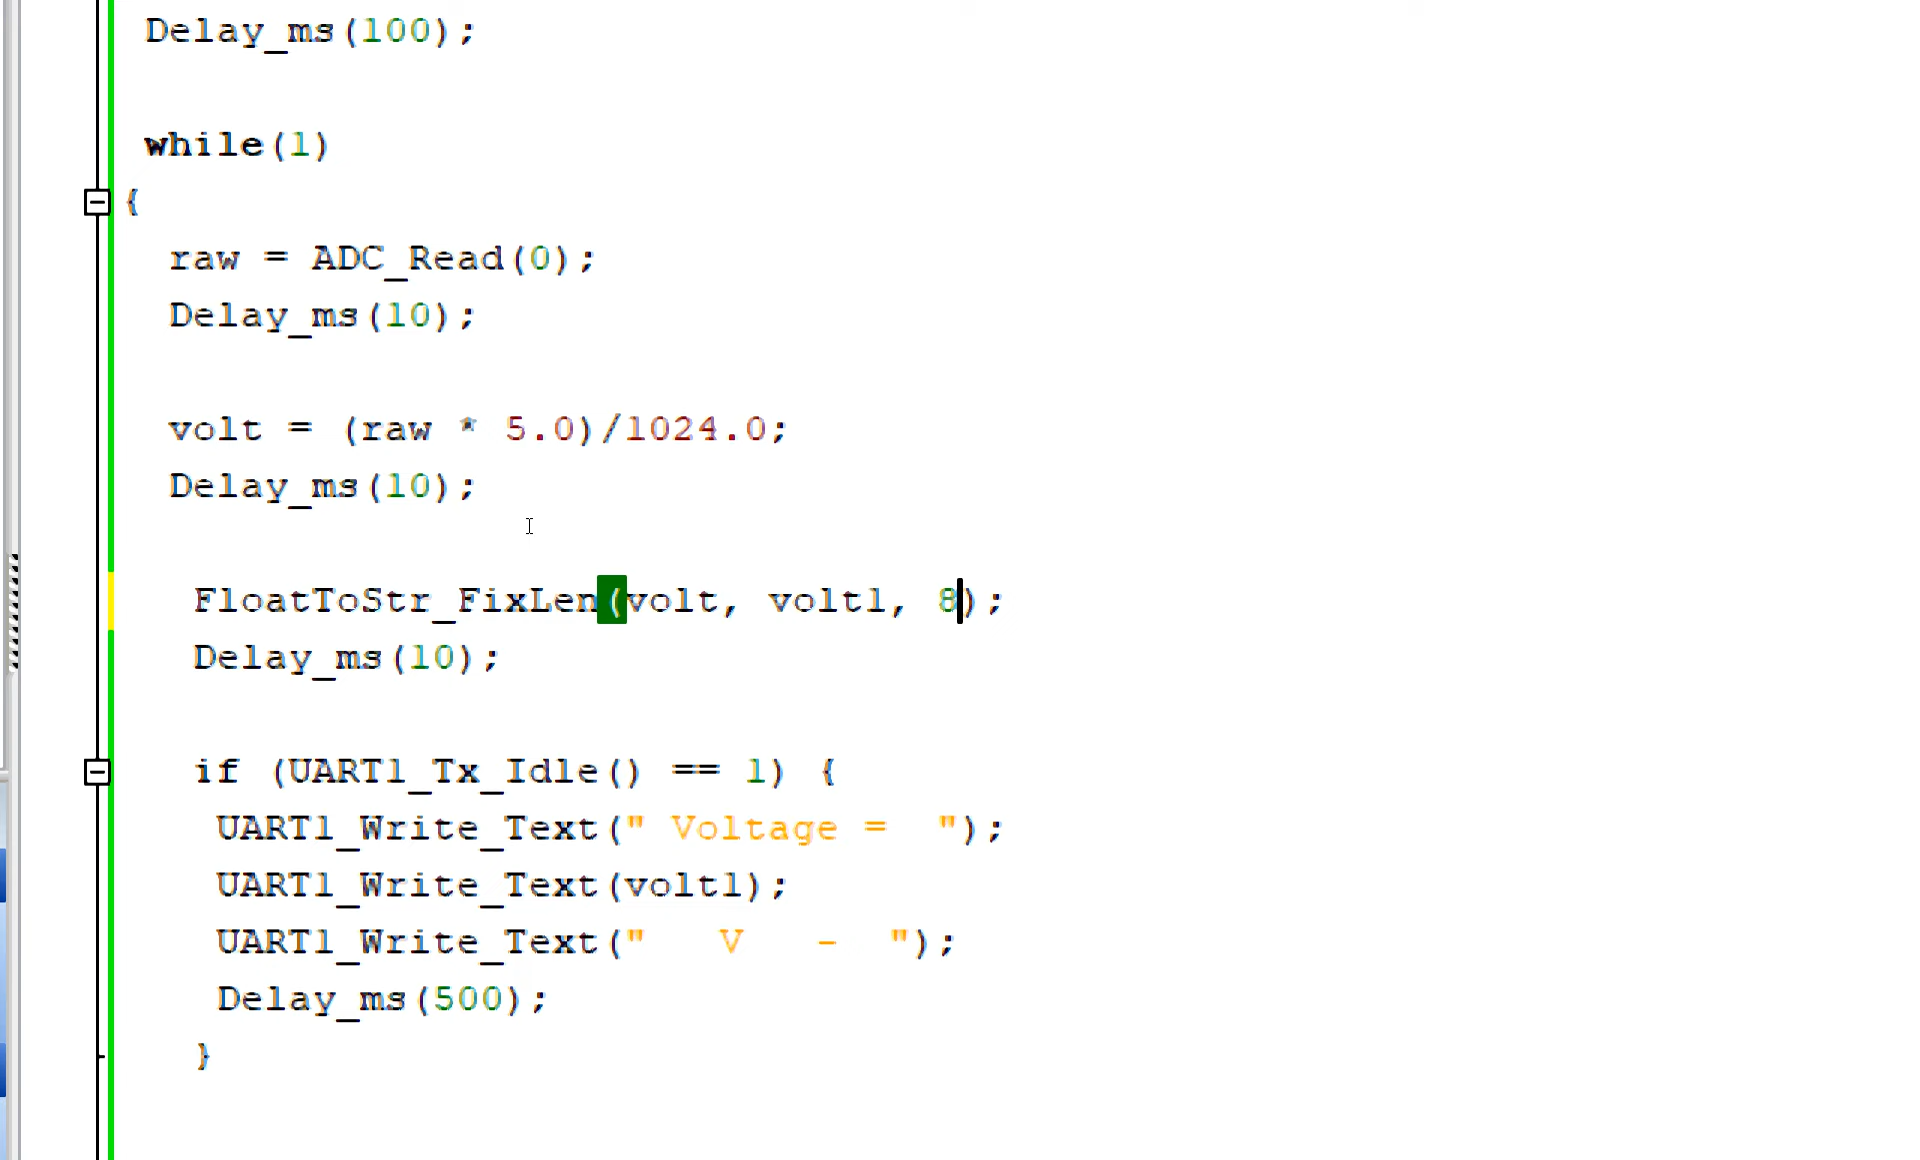 Delay_ms(100);
while(1)
{
raw = ADC_Read(0);
Delay_ms(10);
volt = (raw * 5.0)/1024.0;
Delay_ms(10);
FloatToStr_FixLen(volt, volt1, 8);
Delay_ms(10);
if (UART1_Tx_Idle() == 1) {
UART1_Write_Text(" Voltage =  ");
UART1_Write_Text(volt1);
UART1_Write_Text("   V   -  ");
Delay_ms(500);
}